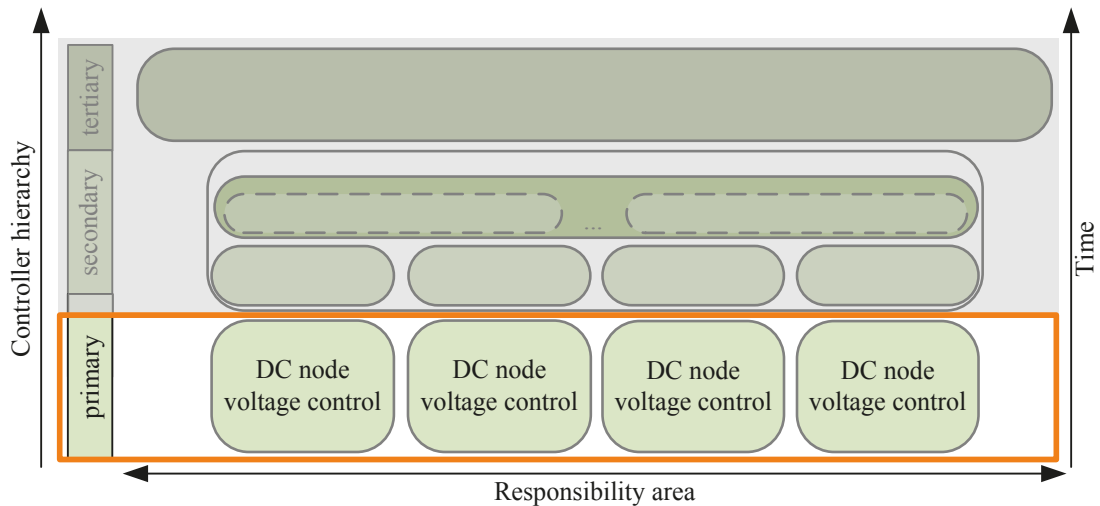 Controller hierarchy
tertiary
secondary
...
primary
DC node
voltage control
DC node
voltage control
DC node
voltage control
DC node
voltage control
Time
Responsibility area